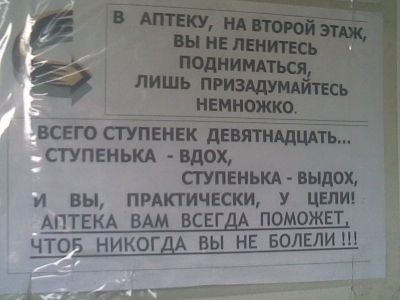 В АПТЕКУ, НА ВТОРОЙ ЭТАЖ,
ВЫ НЕ ЛЕНИТЕСЬ
ПОДНИМАТЬСЯ,
ЛИШЬ ПРИЗАДУМАЙТЕСЬ
НЕМНОЖКО.
ВСЕГО СТУПЕНЕК ДЕВЯТНАДЦАТЬ...
СТУПЕНЬКА - ВДОХ,
СТУПЕНЬКА - ВЫДОХ,
И ВЫ, ПРАКТИЧЕСКИ, У ЦЕЛИ!
АПТЕКА ВАМ ВСЕГДА ПОМОЖЕТ,
ЧТОБ НИКОГДА ВЫ НЕ БОЛЕЛИ!!!